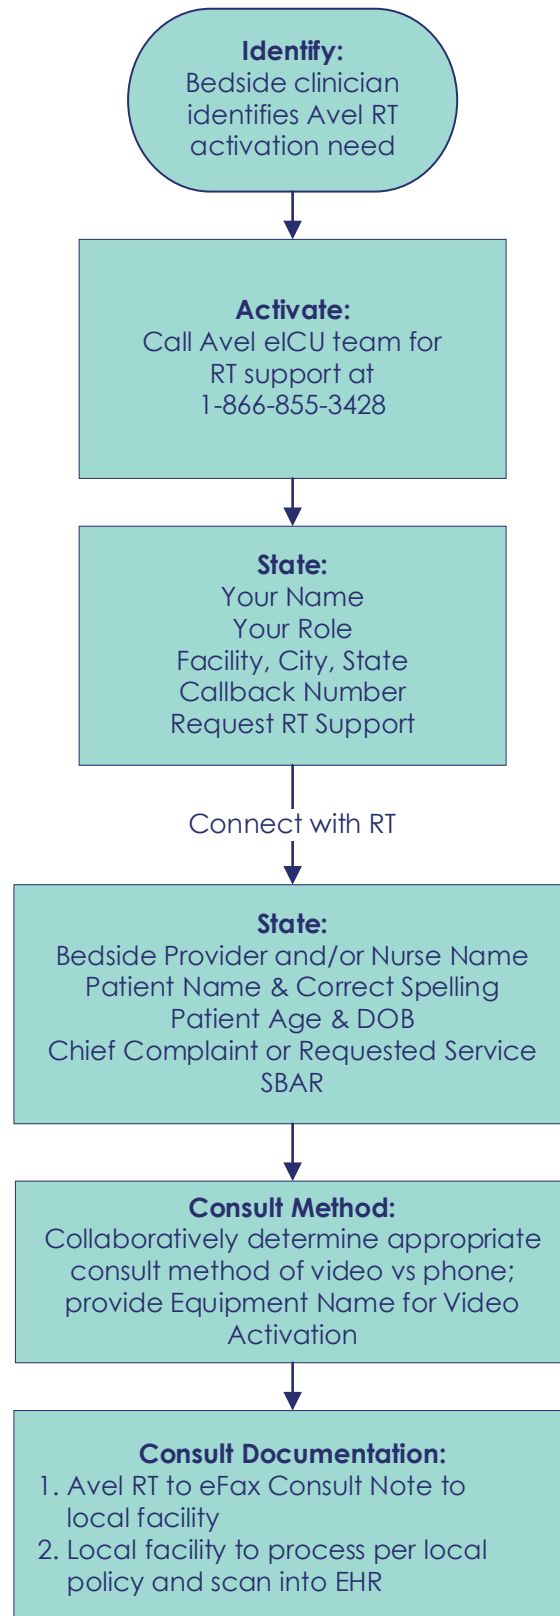 Identify:
Bedside clinician
identifies Avel RT
activation need
Activate:
Call Avel eICU team for
RT support at
1-866-855-3428
State:
Your Name
Your Role
Facility, City, State
Callback Number
Request RT Support
Connect with RT
State:
Bedside Provider and/or Nurse Name
Patient Name & Correct Spelling
Patient Age & DOB
Chief Complaint or Requested Service
SBAR
Consult Method:
Collaboratively determine appropriate
consult method of video vs phone;
provide Equipment Name for Video
Activation
Consult Documentation:
1. Avel RT to eFax Consult Note to
local facility
2. Local facility to process per local
policy and scan into EHR